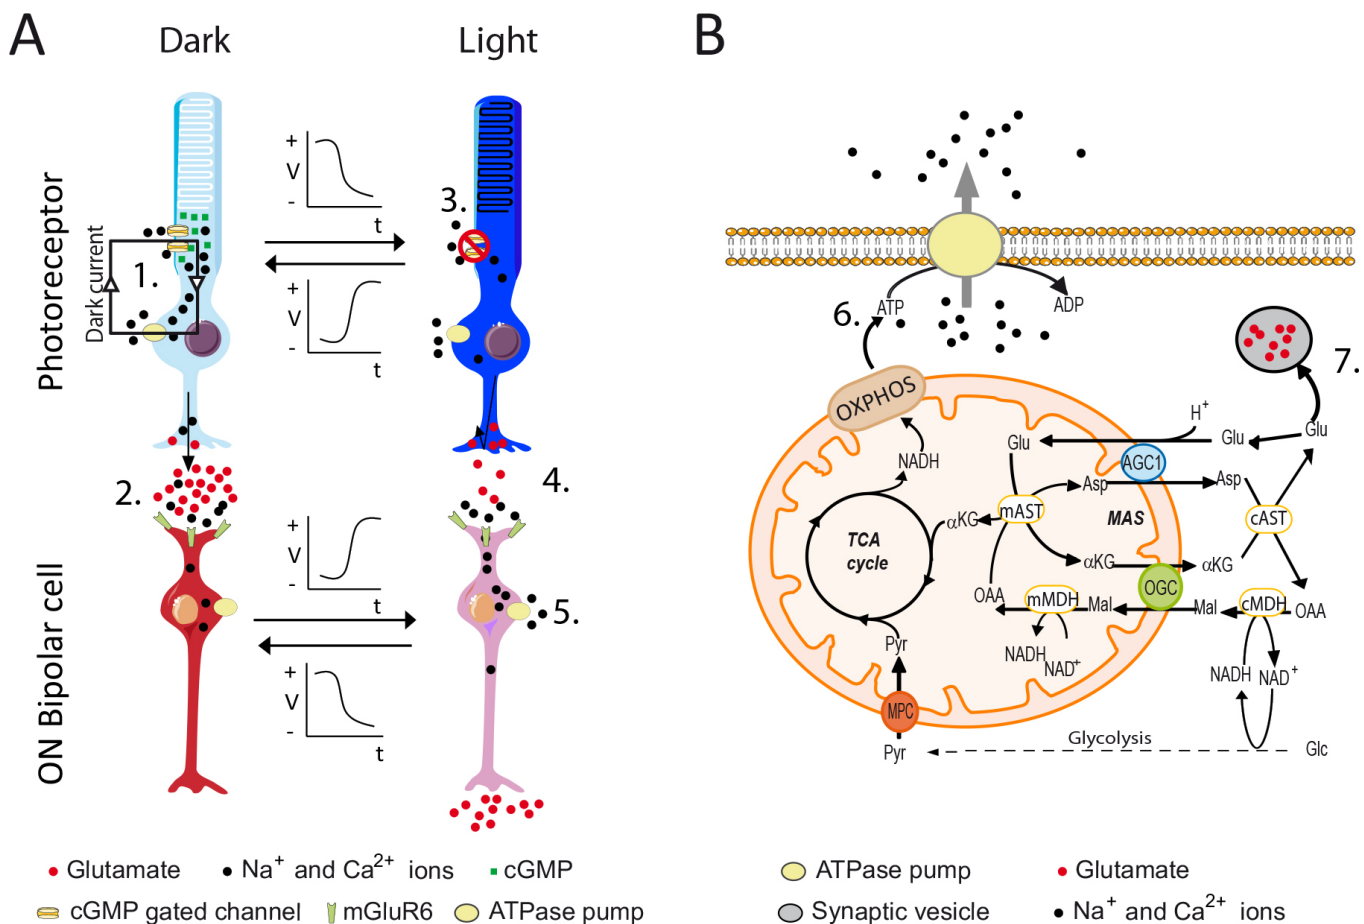 A
Dark
Light
Photoreceptor
ON Bipolar cell
Dark current
1.
2.
3.
4.
5.
+
V
-
t
+
V
-
t
+
V
-
t
+
V
-
t
Glutamate
Na+ and Ca2+ ions
cGMP
cGMP gated channel
mGluR6
ATPase pump
B
6.
ATP
ADP
7.
OXPHOS
NADH
Glu
H+
Glu
Glu
AGC1
Asp
Asp
mAST
MAS
cAST
αKG
TCA
cycle
αKG
αKG
OGC
OAA
mMDH
Mal
Mal
cMDH
OAA
NADH
NAD+
NADH
NAD+
Pyr
MPC
Pyr
Glycolysis
Glc
ATPase pump
Glutamate
Synaptic vesicle
Na+ and Ca2+ ions